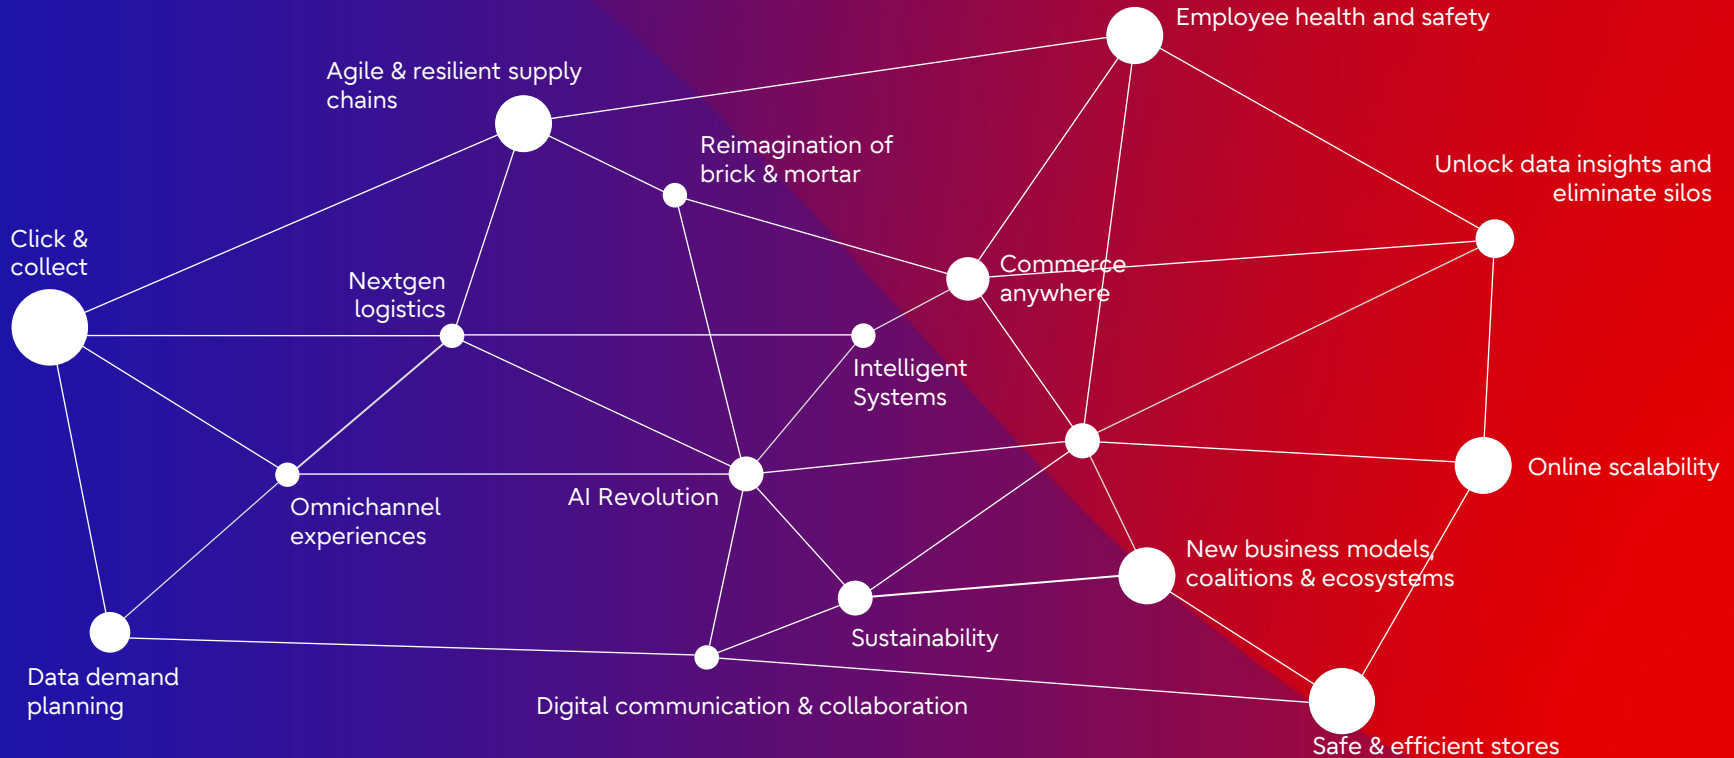 Employee health and safety
Agile & resilient supply
chains
Reimagination of
brick & mortar
Unlock data insights and
eliminate silos
Click &
collect
Nextgen
logistics
Commerce
anywhere
Intelligent
Systems
Online scalability
AI Revolution
Omnichannel
experiences
New business models,
coalitions & ecosystems
Sustainability
Data demand
planning
Digital communication & collaboration
Safe & efficient stores